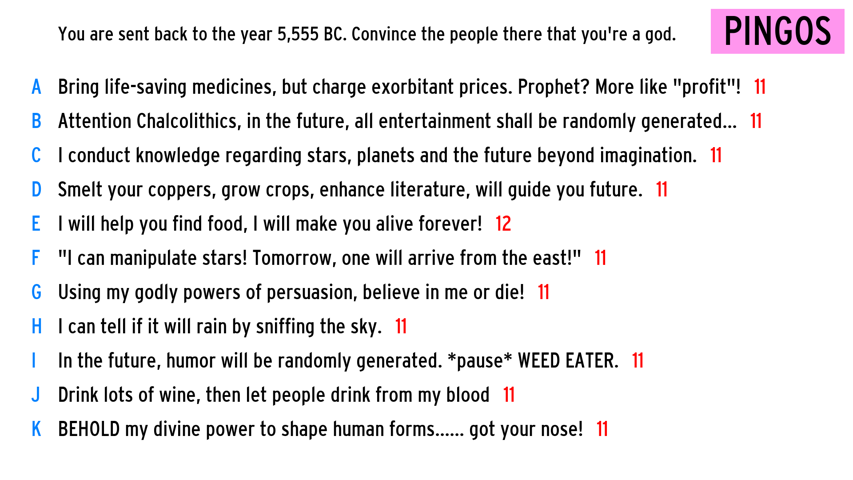 You are sent back to the year 5,555 BC. Convince the people there that you're a god.
PINGOS
A Bring life-saving medicines, but charge exorbitant prices. Prophet? More like "profit"! 11
B Attention Chalcolithics, in the future, all entertainment shall be randomly generated... 11
C I conduct knowledge regarding stars, planets and the future beyond imagination. 11
D Smelt your coppers, grow crops, enhance literature, will guide you future. 11
E I will help you find food, I will make you alive forever! 12
F "I can manipulate stars! Tomorrow, one will arrive from the east!" 11
G Using my godly powers of persuasion, believe in me or die! 11
H I can tell if it will rain by sniffing the sky. 11
I In the future, humor will be randomly generated. *pause* WEED EATER. 11
J Drink lots of wine, then let people drink from my blood 11
K BEHOLD my divine power to shape human forms...... got your nose! 11